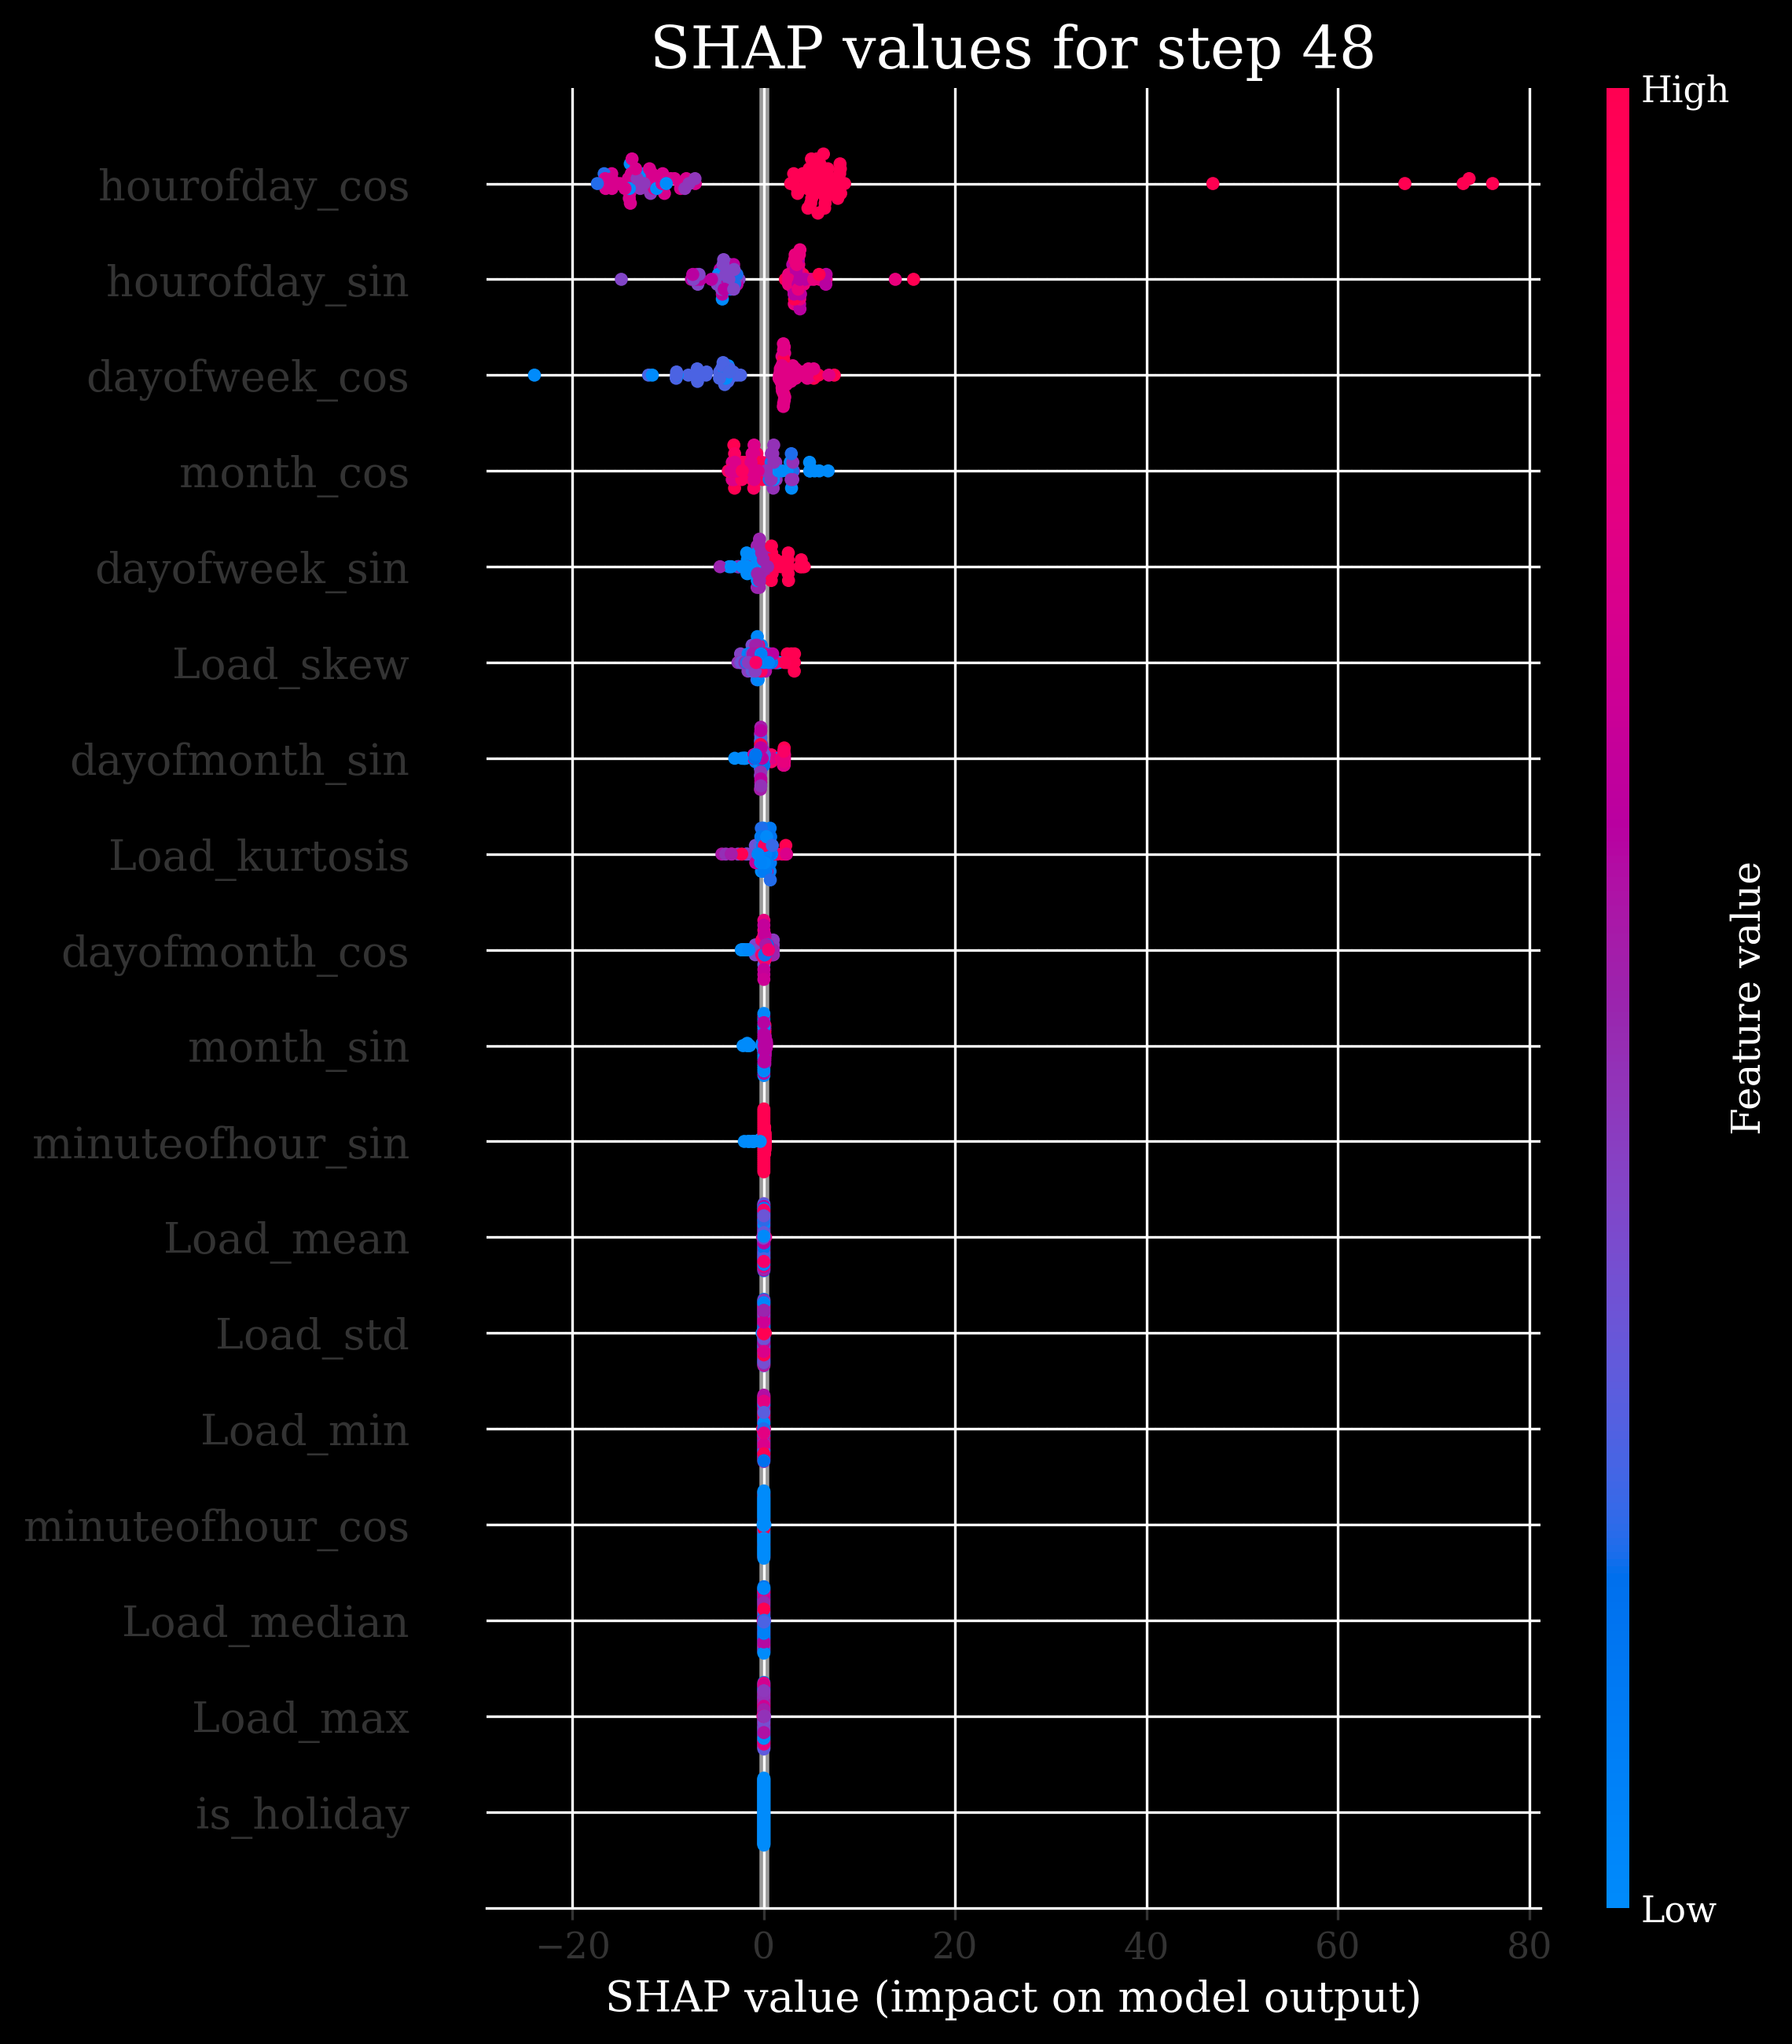 SHAP values for step 48
High
hourofday_cos
hourofday_sin
dayofweek_cos
month_cos
dayofweek_sin
Load_skew
dayofmonth_sin
Load_kurtosis
dayofmonth_cos
month_sin
minuteofhour_sin
Load_mean
Load_std
Load_min
minuteofhour_cos
Load_median
Load_max
is_holiday
Feature value
Low
−20 0 20 40 60 80
SHAP value (impact on model output)